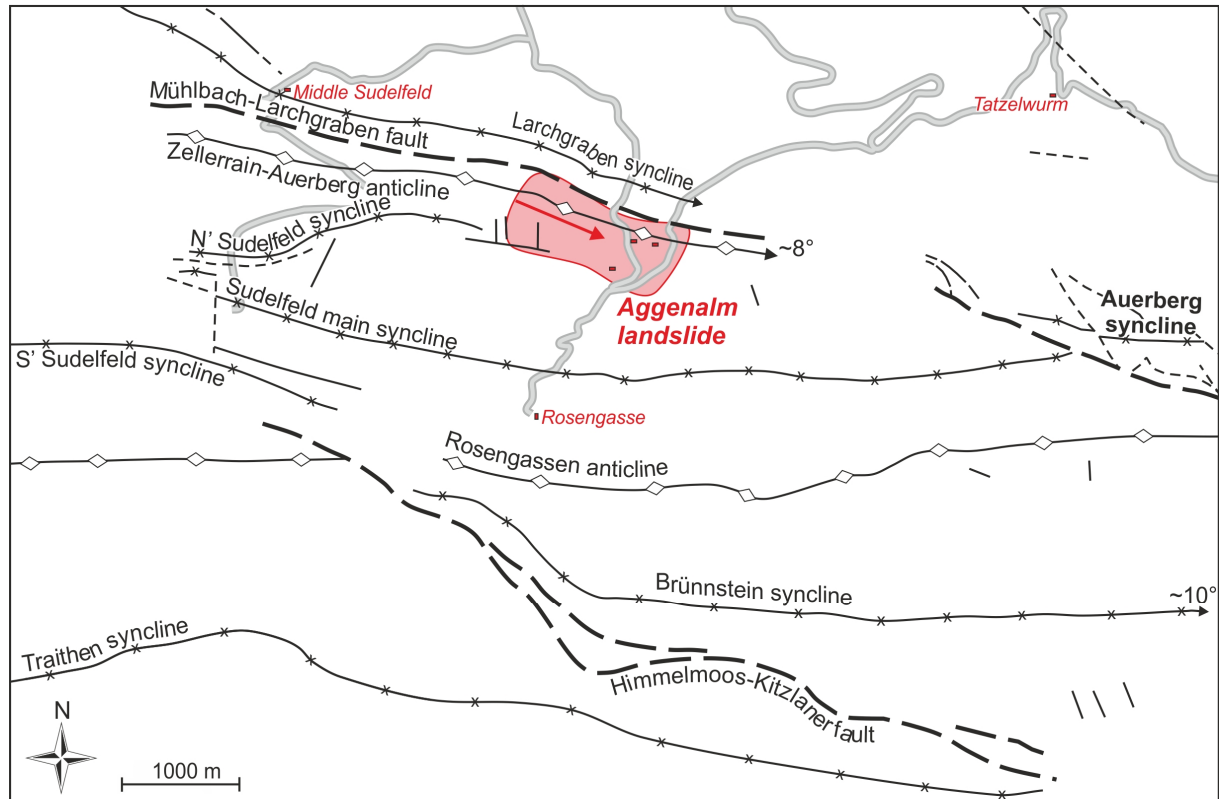 Middle Sudelfeld
Tatzelwurm
Mühlbach-Larchgraben fault
Larchgraben syncline
Zellerrain-Auerberg anticline
N' Sudelfeld syncline
~8°
Sudelfeld main syncline
Aggenalm
landslide
Auerberg
syncline
S' Sudelfeld syncline
Rosengasse
Rosengassen anticline
Brünnstein syncline
~10°
Traithen syncline
Himmelmoos-Kitzlanerfault
N
1000 m